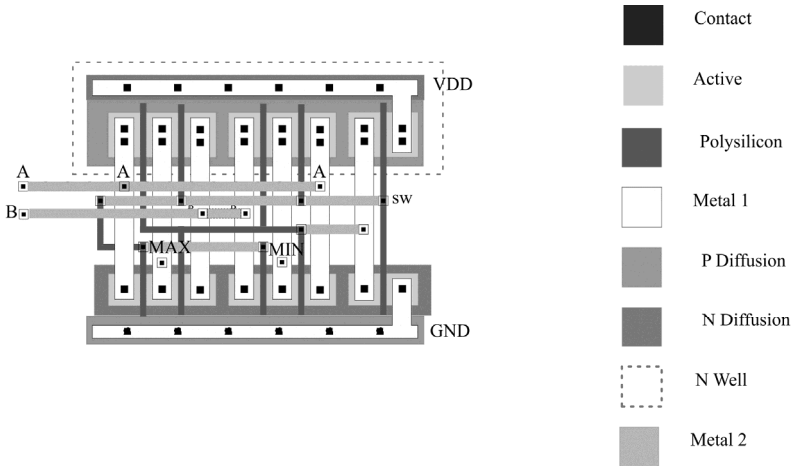 Contact
Active
Polysilicon
Metal 1
P Diffusion
N Diffusion
N Well
Metal 2
VDD
A A A
sw
B
MAX MIN
GND